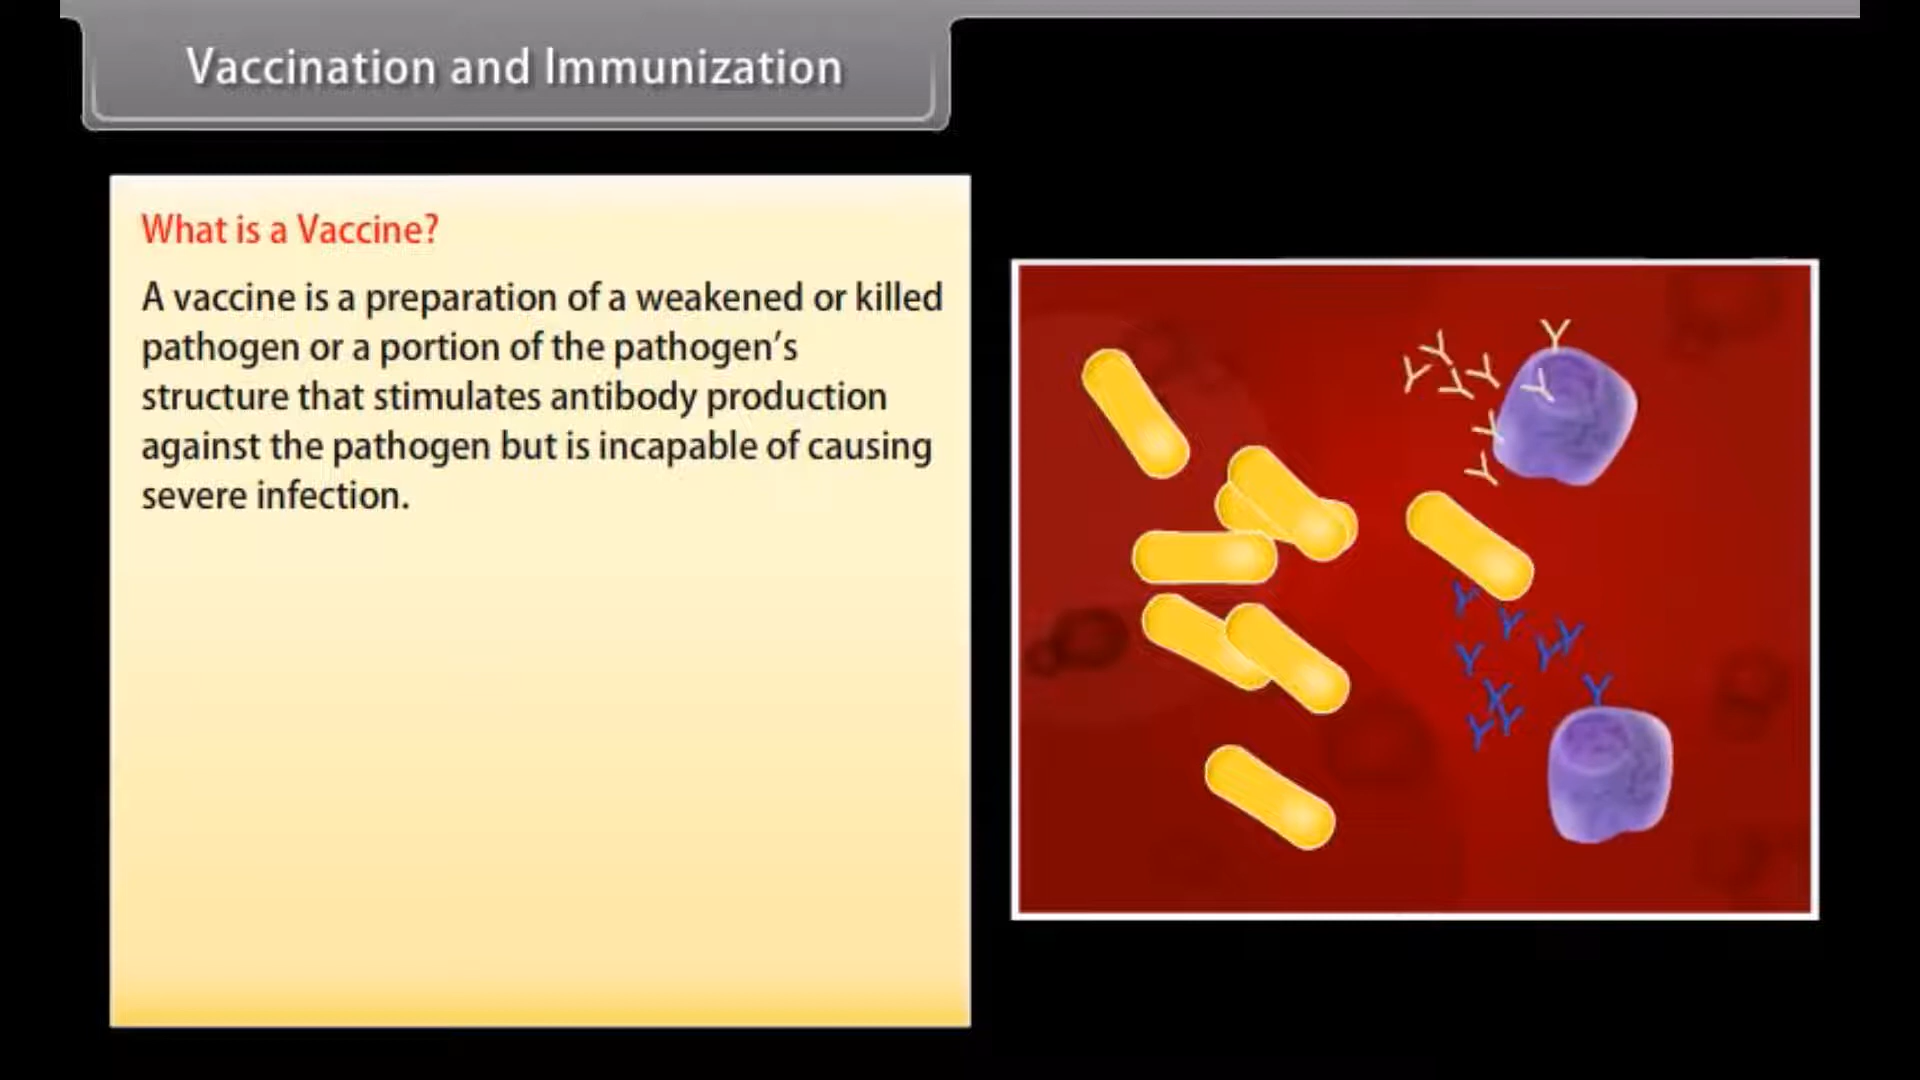 Vaccination and Immunization
What is a Vaccine?
A vaccine is a preparation of a weakened or killed
pathogen or a portion of the pathogen’s
structure that stimulates antibody production
against the pathogen but is incapable of causing
severe infection.